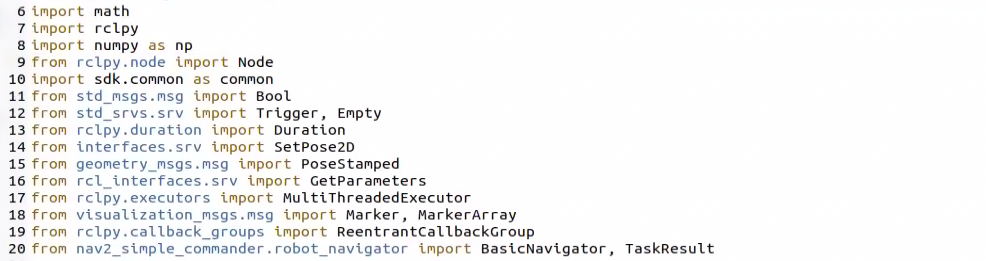 6 import math
7 import rclpy
8 import numpy as np
9 from rclpy.node import Node
10 import sdk.common as common
11 from std_msgs.msg import Bool
12 from std_srvs.srv import Trigger, Empty
13 from rclpy.duration import Duration
14 from interfaces.srv import SetPose2D
15 from geometry_msgs.msg import PoseStamped
16 from rcl_interfaces.srv import GetParameters
17 from rclpy.executors import MultiThreadedExecutor
18 from visualization_msgs.msg import Marker, MarkerArray
19 from rclpy.callback_groups import ReentrantCallbackGroup
20 from nav2_simple_commander.robot_navigator import BasicNavigator, TaskResult